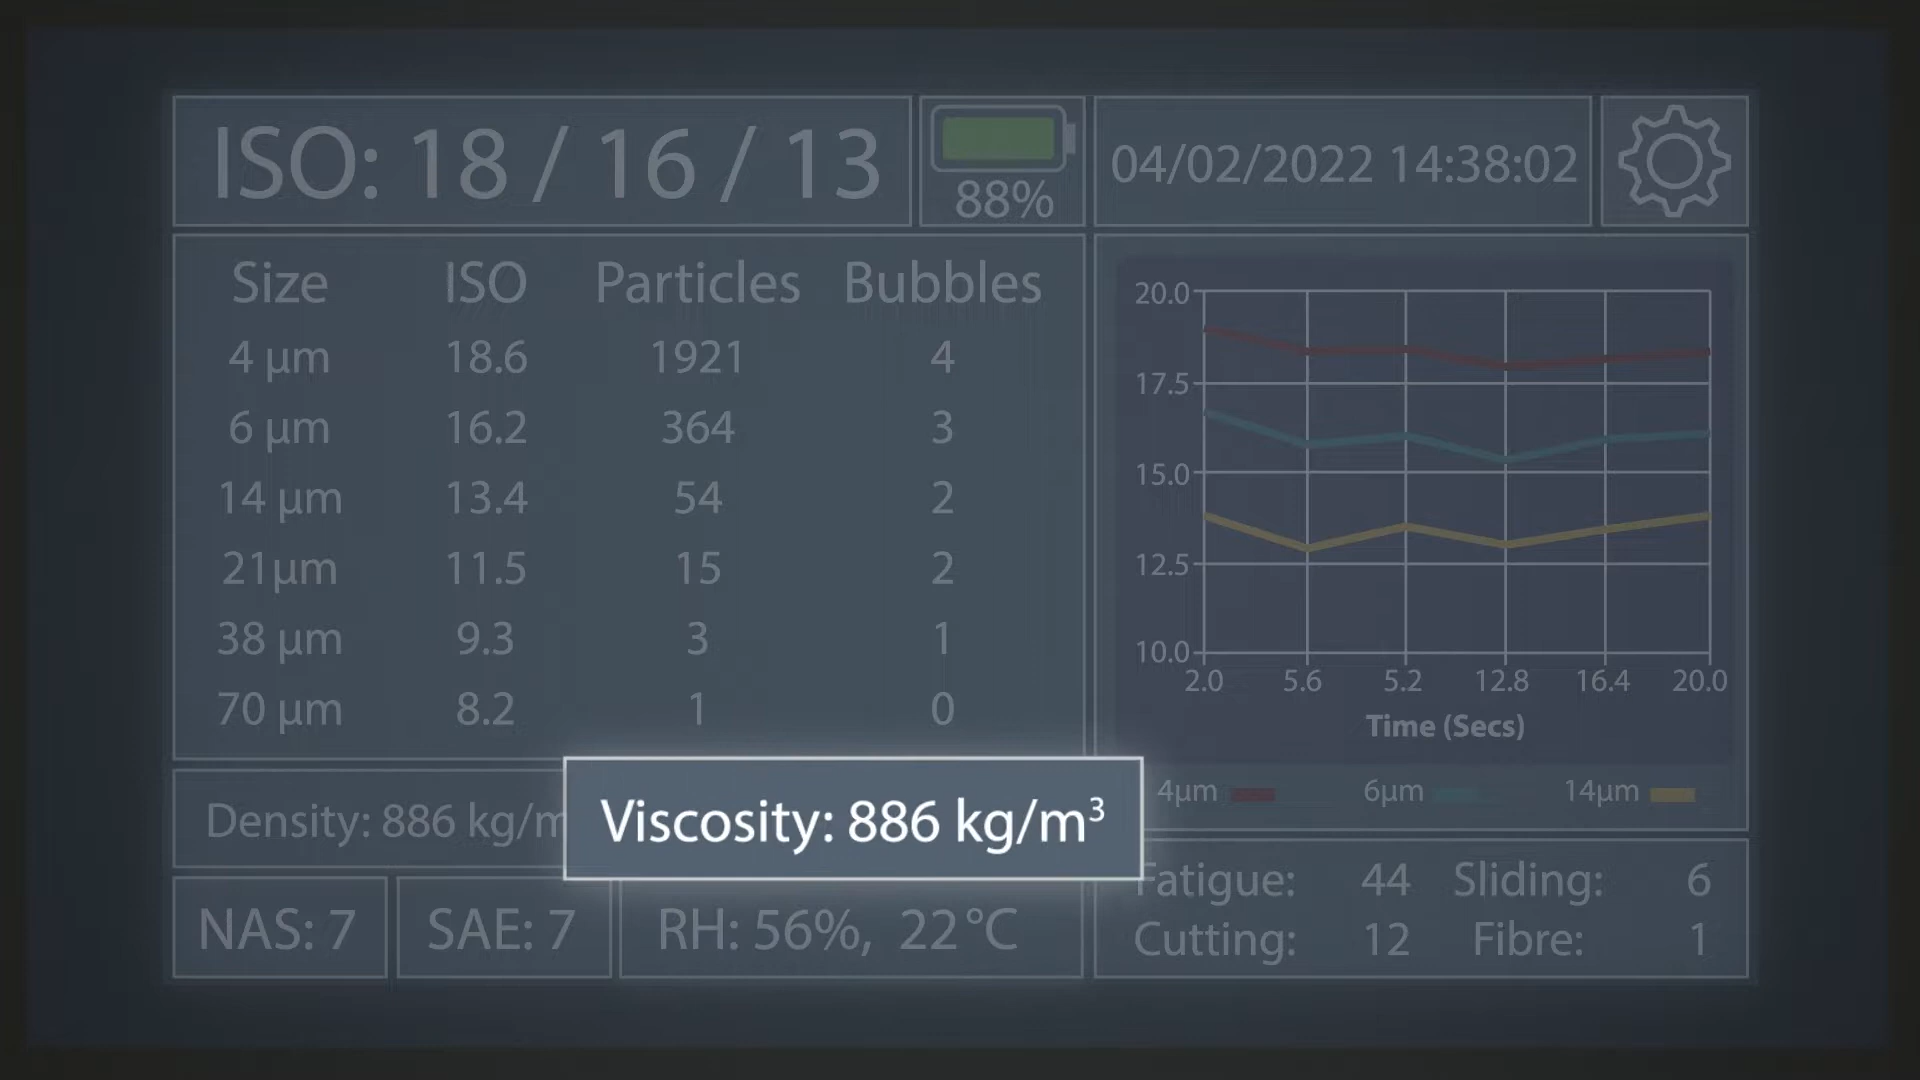 ISO: 18 / 16 / 13
88%
04/02/2022 14:38:02
Size ISO Particles Bubbles
4 µm 18.6 1921 4
6 µm 16.2 364 3
14 µm 13.4 54 2
21µm 11.5 15 2
38 µm 9.3 3 1
70 µm 8.2 1 0
20.0
17.5
15.0
12.5
10.0
2.0 5.6 5.2 12.8 16.4 20.0
Time (Secs)
4µm 6µm 14µm
Density: 886 kg/m
Viscosity: 886 kg/m³
NAS: 7
SAE: 7
RH: 56%, 22°C
Fatigue: 44 Sliding: 6
Cutting: 12 Fibre: 1